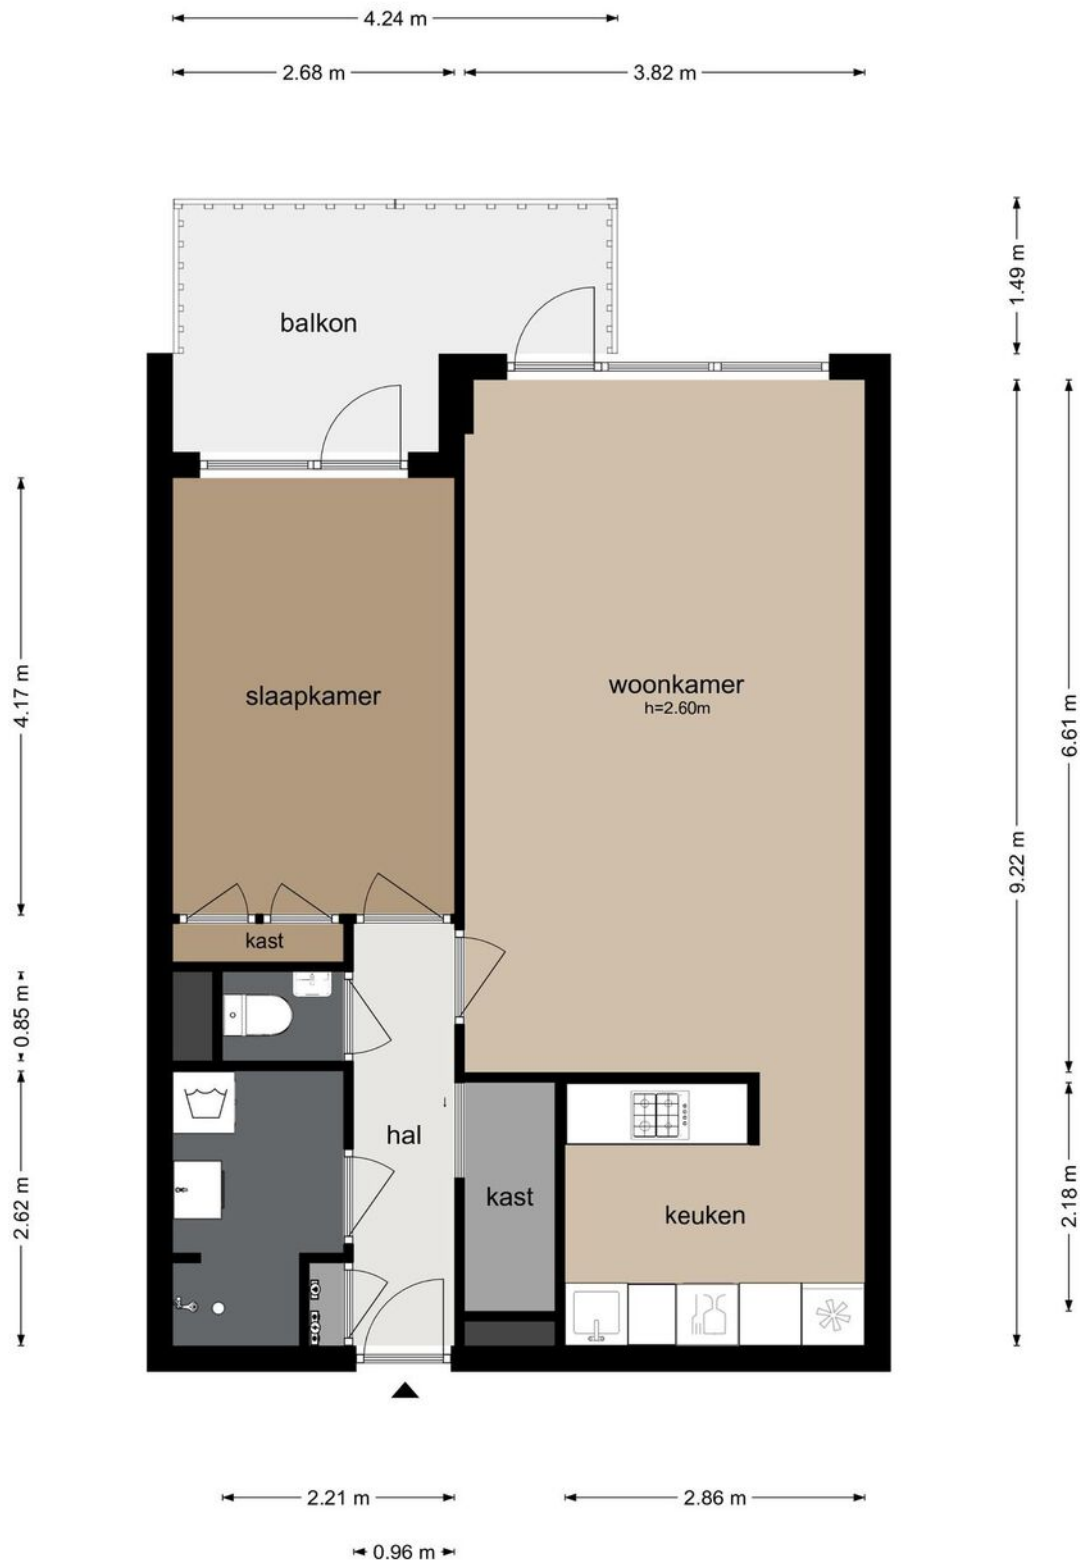 4.24 m
2.68 m
3.82 m
1.49 m
balkon
4.17 m
slaapkamer
woonkamer
h=2.60m
6.61 m
9.22 m
kast
0.85 m
hal
kast
keuken
2.62 m
2.18 m
2.21 m
2.86 m
0.96 m